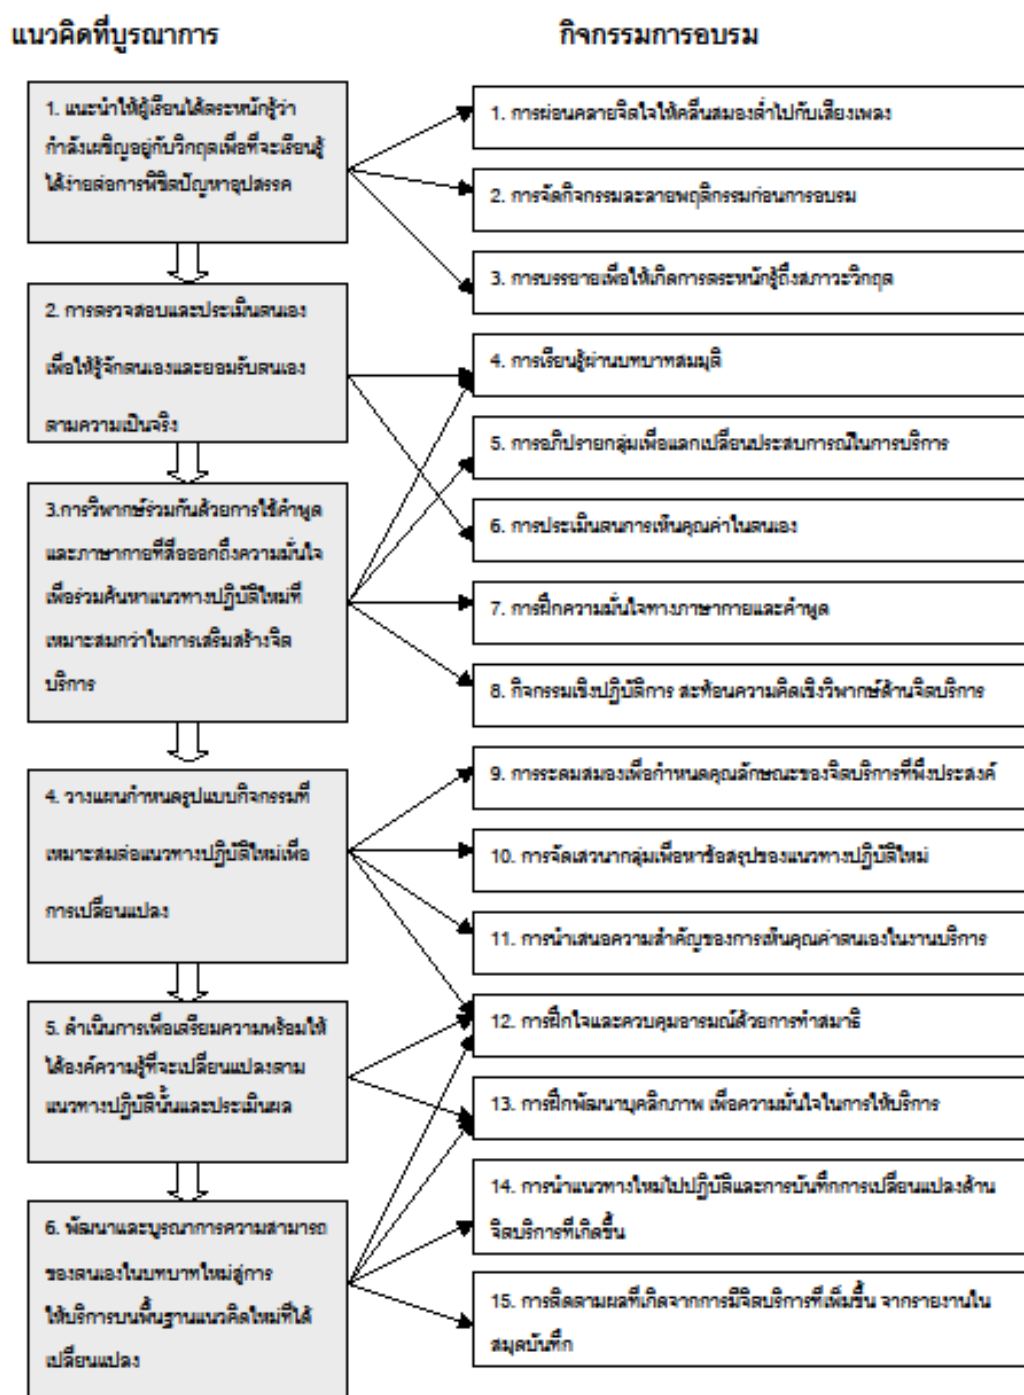 แนวคิดที่บูรณาการ
กิจกรรมการอบรม
1. แนะนำให้ผู้เรียนได้ตระหนักรู้ว่า
กำลังเผชิญอยู่กับวิกฤตเพื่อที่จะเรียนรู้
ได้ง่ายต่อการพิชิตปัญหาอุปสรรค
2. การตรวจสอบและประเมินตนเอง
เพื่อให้รู้จักตนเองและยอมรับตนเอง
ตามความเป็นจริง
3.การวิพากษ์ร่วมกันด้วยการใช้คำพูด
และภาษากายที่สื่อออกถึงความมั่นใจ
เพื่อร่วมค้นหาแนวทางปฏิบัติใหม่ที่
เหมาะสมกว่าในการเสริมสร้างจิต
บริการ
4. วางแผนกำหนดรูปแบบกิจกรรมที่
เหมาะสมต่อแนวทางปฏิบัติใหม่เพื่อ
การเปลี่ยนแปลง
5. ดำเนินการเพื่อเตรียมความพร้อมให้
ได้องค์ความรู้ที่จะเปลี่ยนแปลงตาม
แนวทางปฏิบัตินั้นและประเมินผล
6. พัฒนาและบูรณาการความสามารถ
ของตนเองในบทบาทใหม่สู่การ
ให้บริการบนพื้นฐานแนวคิดใหม่ที่ได้
เปลี่ยนแปลง
1. การผ่อนคลายจิตใจให้คลื่นสมองต่ำไปกับเสียงเพลง
2. การจัดกิจกรรมละลายพฤติกรรมก่อนการอบรม
3. การบรรยายเพื่อให้เกิดการตระหนักรู้ถึงสภาวะวิกฤต
4. การเรียนรู้ผ่านบทบาทสมมุติ
5. การอภิปรายกลุ่มเพื่อแลกเปลี่ยนประสบการณ์ในการบริการ
6. การประเมินตนการเห็นคุณค่าในตนเอง
7. การฝึกความมั่นใจทางภาษากายและคำพูด
8. กิจกรรมเชิงปฏิบัติการ สะท้อนความคิดเชิงวิพากษ์ด้านจิตบริการ
9. การระดมสมองเพื่อกำหนดคุณลักษณะของจิตบริการที่พึงประสงค์
10. การจัดเสวนากลุ่มเพื่อหาข้อสรุปของแนวทางปฏิบัติใหม่
11. การนำเสนอความสำคัญของการเห็นคุณค่าตนเองในงานบริการ
12. การฝึกใจและควบคุมอารมณ์ด้วยการทำสมาธิ
13. การฝึกพัฒนาบุคลิกภาพ เพื่อความมั่นใจในการให้บริการ
14. การนำแนวทางใหม่ไปปฏิบัติและการบันทึกการเปลี่ยนแปลงด้าน
จิตบริการที่เกิดขึ้น
15. การติดตามผลที่เกิดจากการมีจิตบริการที่เพิ่มขึ้น จากรายงานใน
สมุดบันทึก